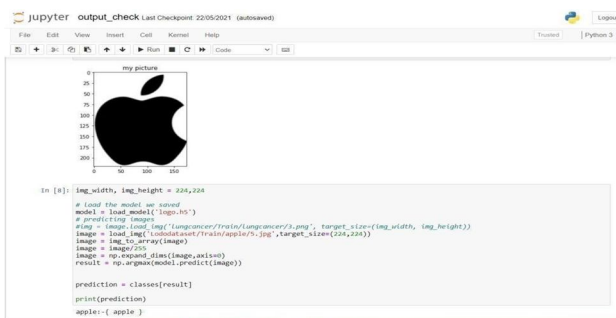 jupyter output_check Last Checkpoint: 22/05/2021 (autosaved)
Logou
File Edit View Insert Cell Kernel Help
Trusted
Python 3
Run
Code
my picture
0
25
50
75
100
125
150
175
200
0 50 100 150
In [8]: img_width, img_height = 224,224
# load the model we saved
model = load_model('logo.h5')
# predicting images
#img = image.load_img('Lungcancer/Train/lungcancer/3.png', target_size=(img_width, img_height))
image = load_img('Lododataset/Train/apple/5.jpg',target_size=(224,224))
image = img_to_array(image)
image = image/255
image = np.expand_dims(image,axis=0)
result = np.argmax(model.predict(image))
prediction = classes[result]
print(prediction)
apple:-{ apple }